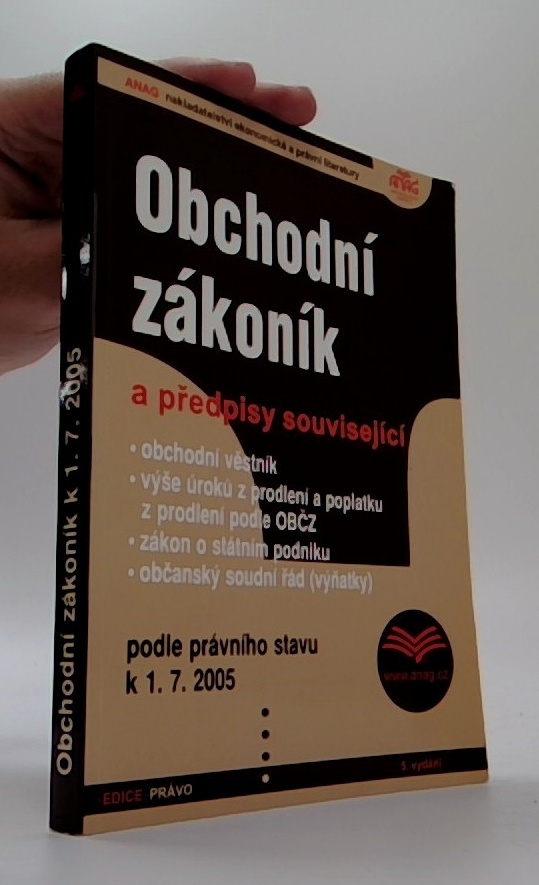 ANAG nakladatelství ekonomické a právní literatury
ANAG
Obchodní
zákoník
a předpisy související
• obchodní věstník
• výše úroků z prodlení a poplatku
z prodlení podle OBČZ
• zákon o státním podniku
• občanský soudní řád (výňatky)
podle právního stavu
k 1. 7. 2005
www.anag.cz
EDICE PRÁVO
5. vydání
Obchodní zákoník k 1. 7. 2005